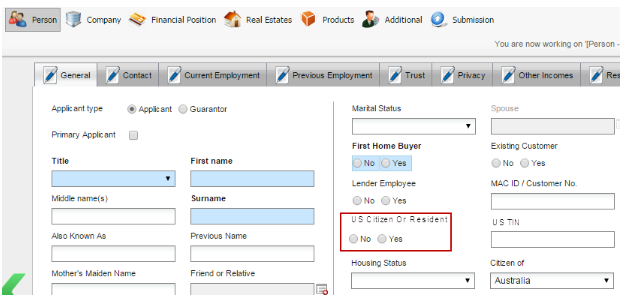 Person Company Financial Position Real Estates Products Additional Submission
You are now working on '[Person -
General Contact Current Employment Previous Employment Trust Privacy Other Incomes Res
Applicant type Applicant Guarantor
Primary Applicant
Title First name
Middle name(s) Surname
Also Known As Previous Name
Mother's Maiden Name Friend or Relative
Marital Status Spouse
First Home Buyer Existing Customer
No Yes No Yes
Lender Employee MAC ID / Customer No.
No Yes
US Citizen Or Resident US TIN
No Yes
Housing Status Citizen of
Australia